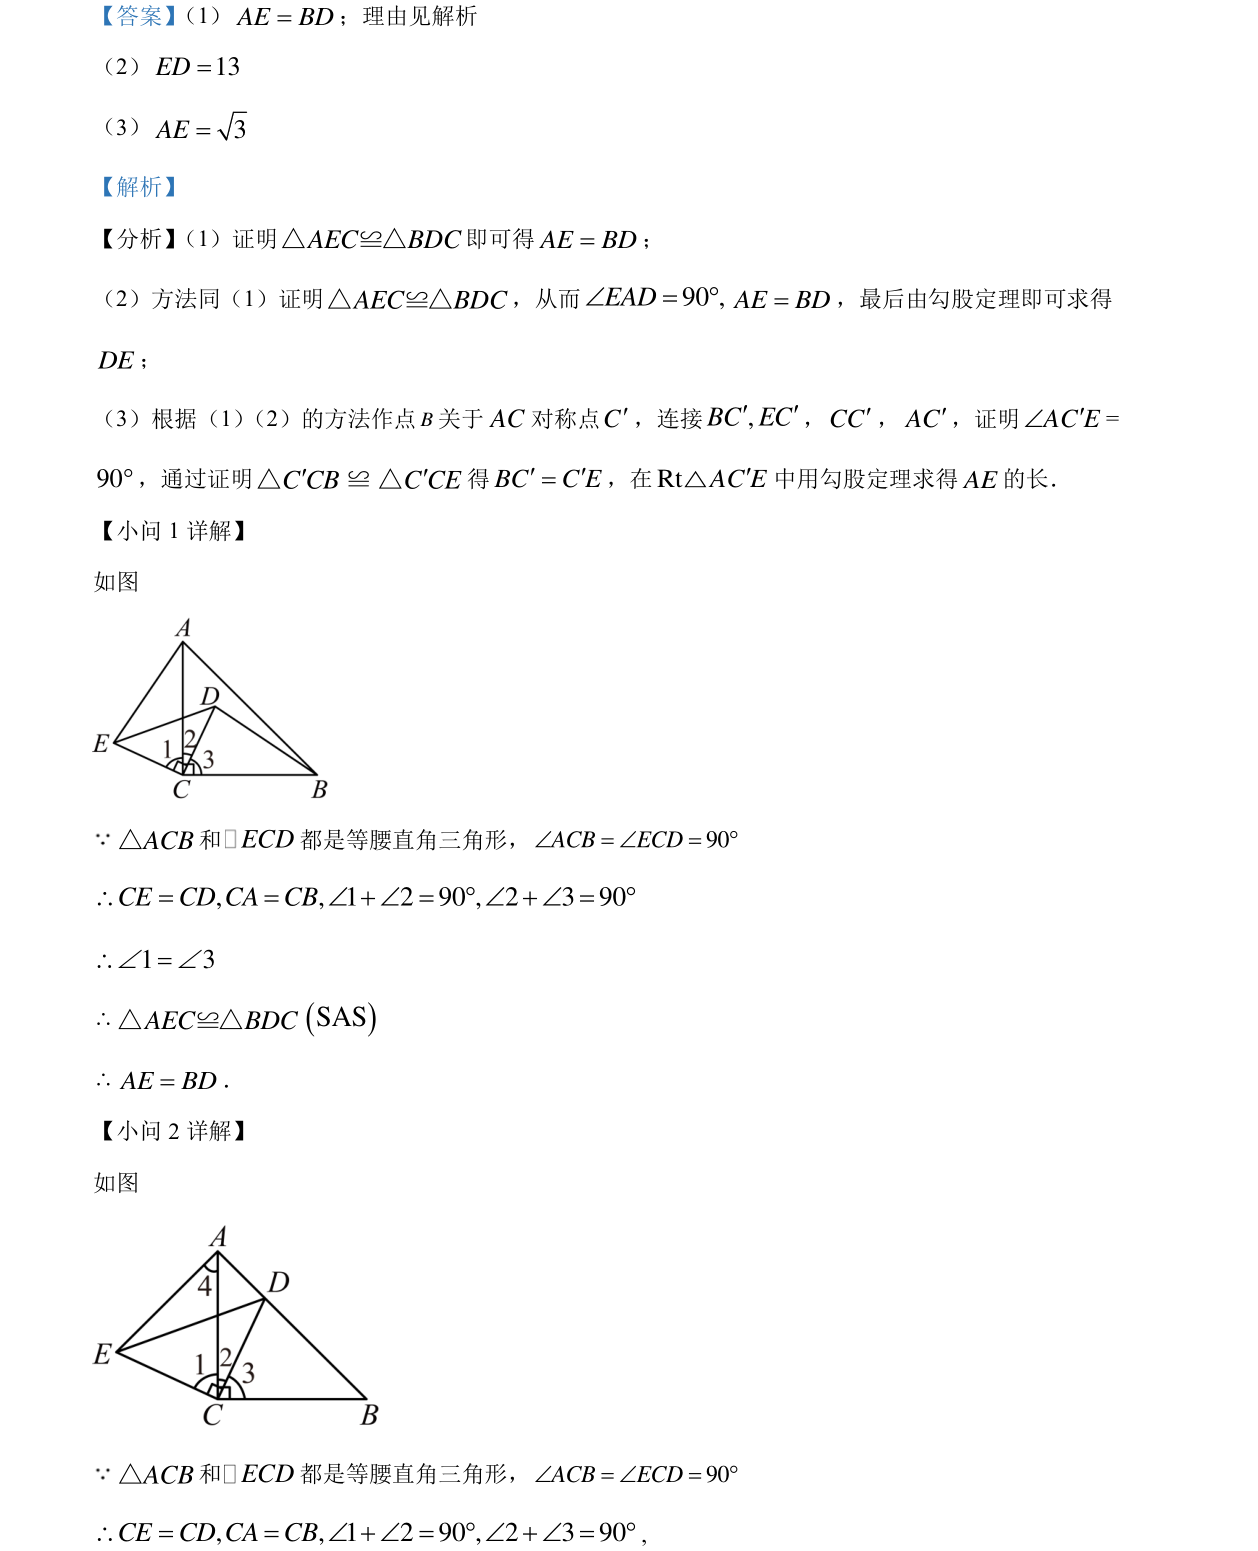 【答案】（1）AE = BD；理由见解析
（2）ED = 13
（3）AE = √3
【解析】
【分析】（1）证明△AEC≌△BDC即可得AE = BD；
（2）方法同（1）证明△AEC≌△BDC，从而∠EAD = 90°, AE = BD，最后由勾股定理即可求得
DE；
（3）根据（1）（2）的方法作点B关于AC对称点C′，连接BC′, EC′，CC′，AC′，证明∠AC′E =
90°，通过证明△C′CB ≌ △C′CE得BC′ = C′E，在Rt△AC′E中用勾股定理求得AE的长．
【小问 1 详解】
如图
A
D
E
1
2
3
C
B
∵△ACB和□ECD都是等腰直角三角形，∠ACB = ∠ECD = 90°
∴CE = CD, CA = CB, ∠1 + ∠2 = 90°, ∠2 + ∠3 = 90°
∴∠1 = ∠3
∴△AEC≌△BDC(SAS)
∴AE = BD．
【小问 2 详解】
如图
A
4
D
E
1
2
3
C
B
∵△ACB和□ECD都是等腰直角三角形，∠ACB = ∠ECD = 90°
∴CE = CD, CA = CB, ∠1 + ∠2 = 90°, ∠2 + ∠3 = 90°,